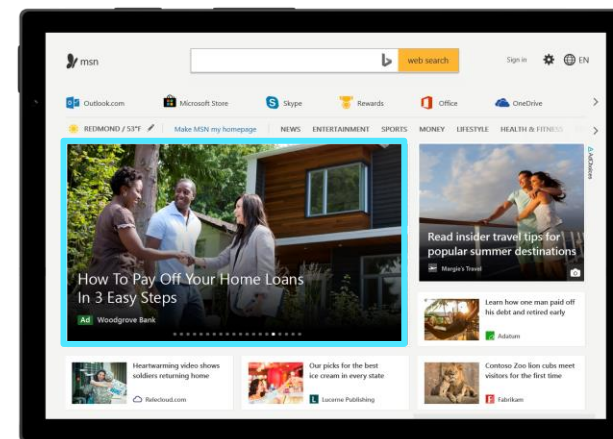 msn
web search
Sign in
EN
Outlook.com
Microsoft Store
Skype
Rewards
Office
OneDrive
REDMOND / 53°F
Make MSN my homepage
NEWS ENTERTAINMENT SPORTS MONEY LIFESTYLE HEALTH & FITNESS
AdChoices
How To Pay Off Your Home Loans
In 3 Easy Steps
Ad Woodgrove Bank
Read insider travel tips for
popular summer destinations
Margie's Travel
Learn how one man paid off
his debt and retired early
Adatum
Heartwarming video shows
soldiers returning home
Relecloud.com
Our picks for the best
ice cream in every state
Lucerne Publishing
Contoso Zoo lion cubs meet
visitors for the first time
Fabrikam